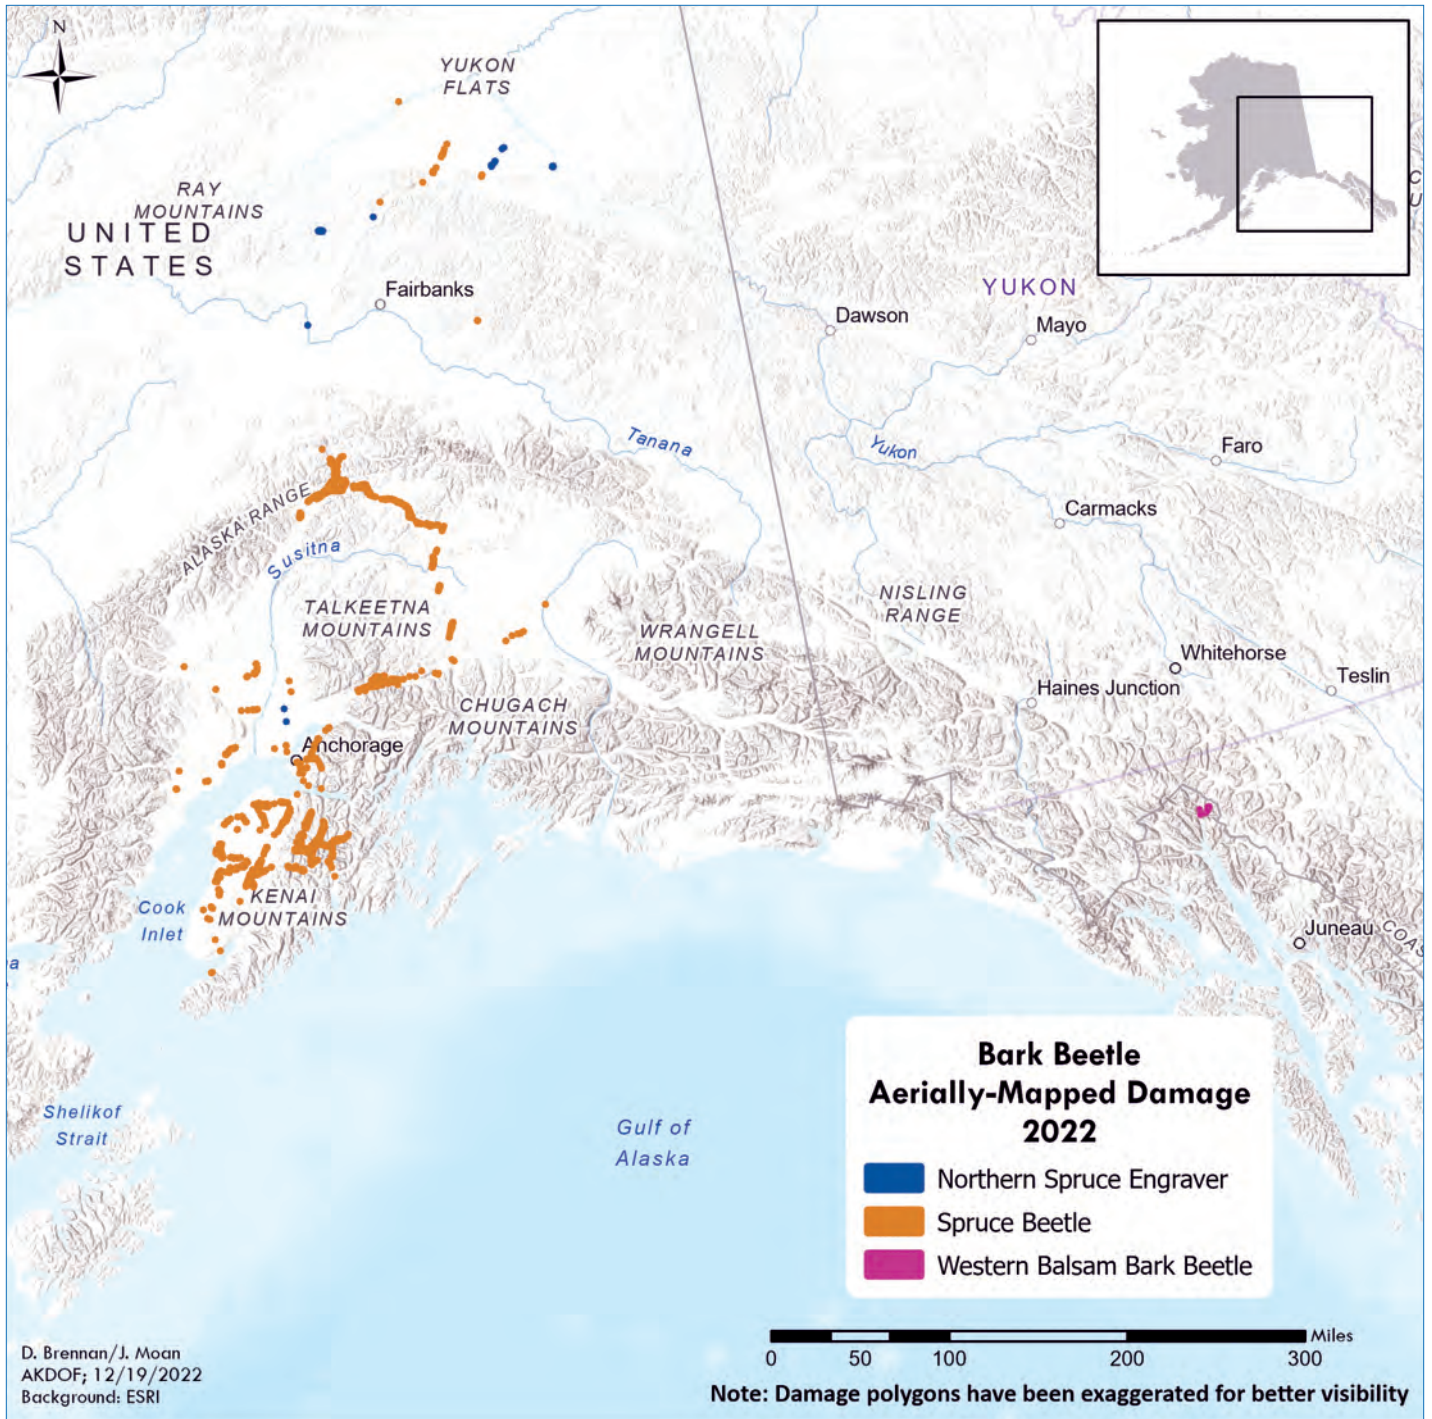 N
YUKON
FLATS
RAY
MOUNTAINS
UNITED
STATES
Fairbanks
YUKON
Dawson
Mayo
Tanana
Yukon
Faro
ALASKA RANGE
Carmacks
Susitna
TALKEETNA
MOUNTAINS
NISLING
RANGE
WRANGELL
MOUNTAINS
Whitehorse
Teslin
Haines Junction
CHUGACH
MOUNTAINS
Anchorage
KENAI
MOUNTAINS
Cook
Inlet
Juneau
COAS
C
U
a
Shelikof
Strait
Gulf of
Alaska
Bark Beetle
Aerially-Mapped Damage
2022
Northern Spruce Engraver
Spruce Beetle
Western Balsam Bark Beetle
Miles
0 50 100 200 300
D. Brennan/J. Moan
AKDOF; 12/19/2022
Background: ESRI
Note: Damage polygons have been exaggerated for better visibility